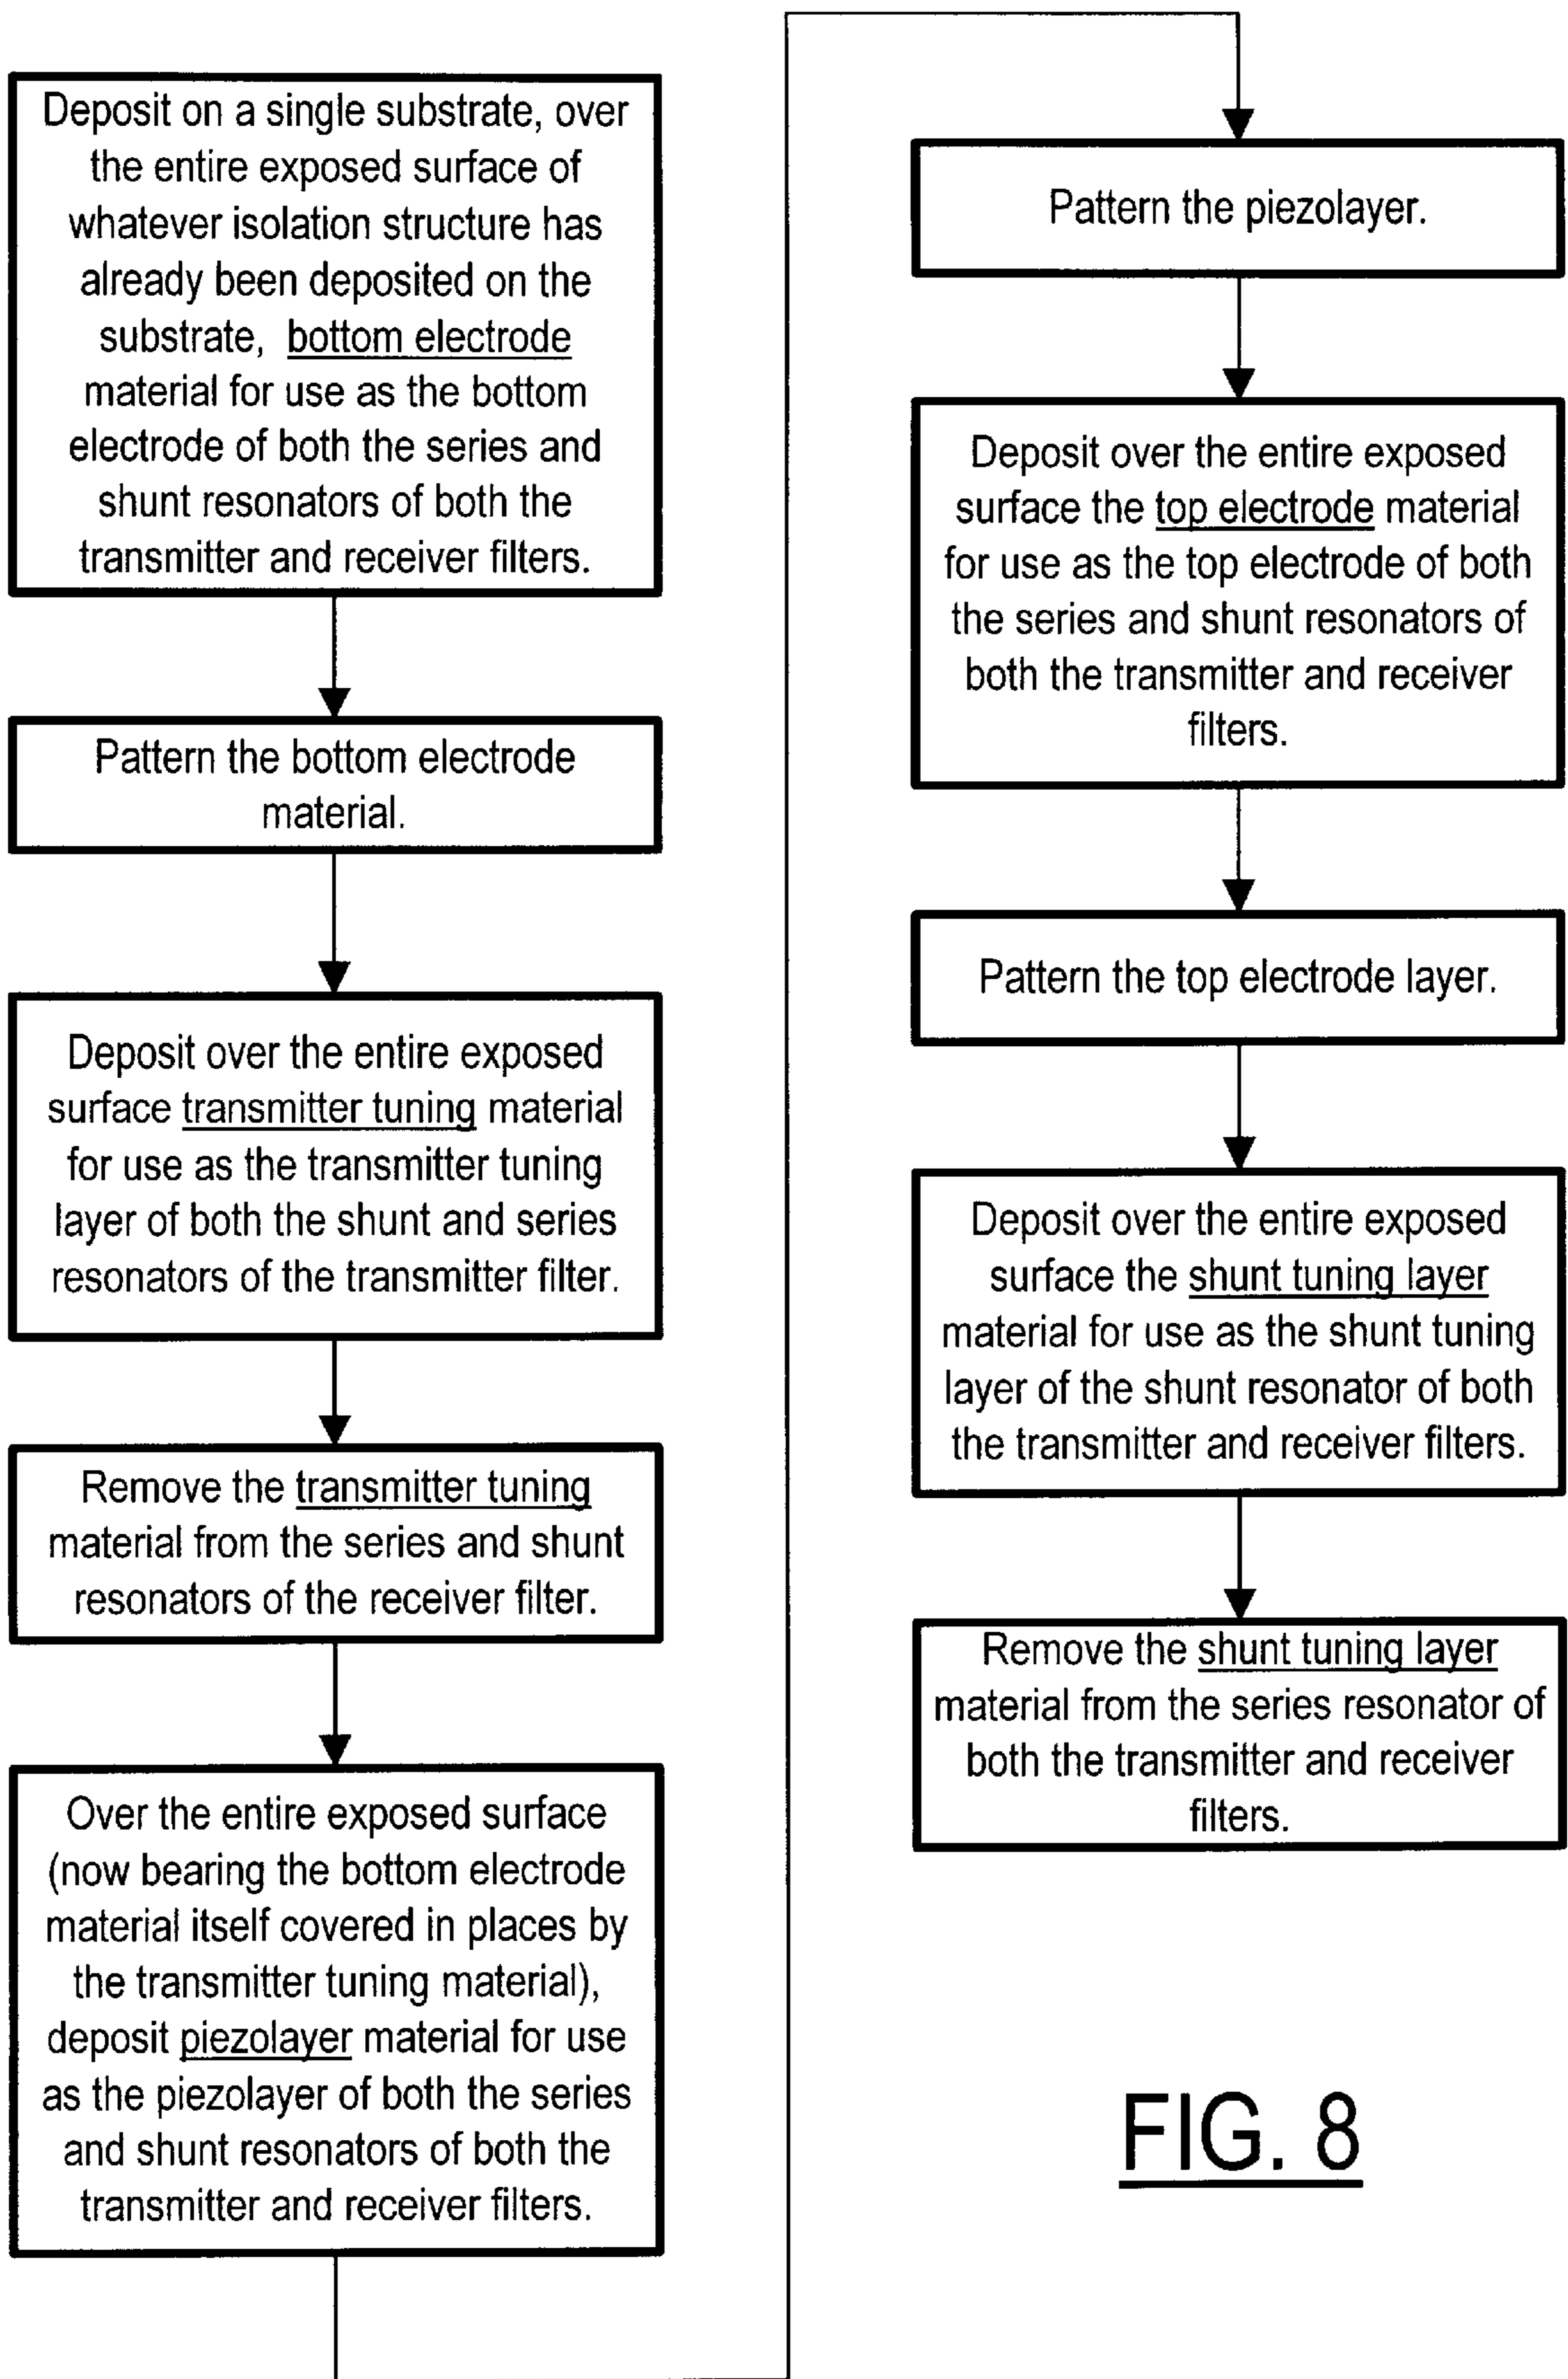 Deposit on a single substrate, over
the entire exposed surface of
whatever isolation structure has
already been deposited on the
substrate, bottom electrode
material for use as the bottom
electrode of both the series and
shunt resonators of both the
transmitter and receiver filters.
Pattern the bottom electrode
material.
Deposit over the entire exposed
surface transmitter tuning material
for use as the transmitter tuning
layer of both the shunt and series
resonators of the transmitter filter.
Remove the transmitter tuning
material from the series and shunt
resonators of the receiver filter.
Over the entire exposed surface
(now bearing the bottom electrode
material itself covered in places by
the transmitter tuning material),
deposit piezolayer material for use
as the piezolayer of both the series
and shunt resonators of both the
transmitter and receiver filters.
Pattern the piezolayer.
Deposit over the entire exposed
surface the top electrode material
for use as the top electrode of both
the series and shunt resonators of
both the transmitter and receiver
filters.
Pattern the top electrode layer.
Deposit over the entire exposed
surface the shunt tuning layer
material for use as the shunt tuning
layer of the shunt resonator of both
the transmitter and receiver filters.
Remove the shunt tuning layer
material from the series resonator of
both the transmitter and receiver
filters.
FIG. 8